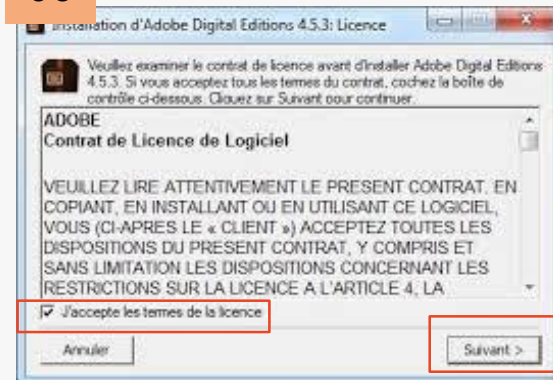 Installation d'Adobe Digital Editions 4.5.3: Licence
Veuillez examiner le contrat de licence avant d'installer Adobe Digital Editions
4.5.3. Si vous acceptez tous les termes du contrat, cochez la boîte de
contrôle ci-dessous. Cliquez sur Suivant pour continuer.
ADOBE
Contrat de Licence de Logiciel
VEUILLEZ LIRE ATTENTIVEMENT LE PRESENT CONTRAT. EN
COPIANT, EN INSTALLANT OU EN UTILISANT CE LOGICIEL,
VOUS (CI-APRES LE « CLIENT ») ACCEPTEZ TOUTES LES
DISPOSITIONS DU PRESENT CONTRAT, Y COMPRIS ET
SANS LIMITATION LES DISPOSITIONS CONCERNANT LES
RESTRICTIONS SUR LA LICENCE A L'ARTICLE 4, LA
J'accepte les termes de la licence
Annuler
Suivant >